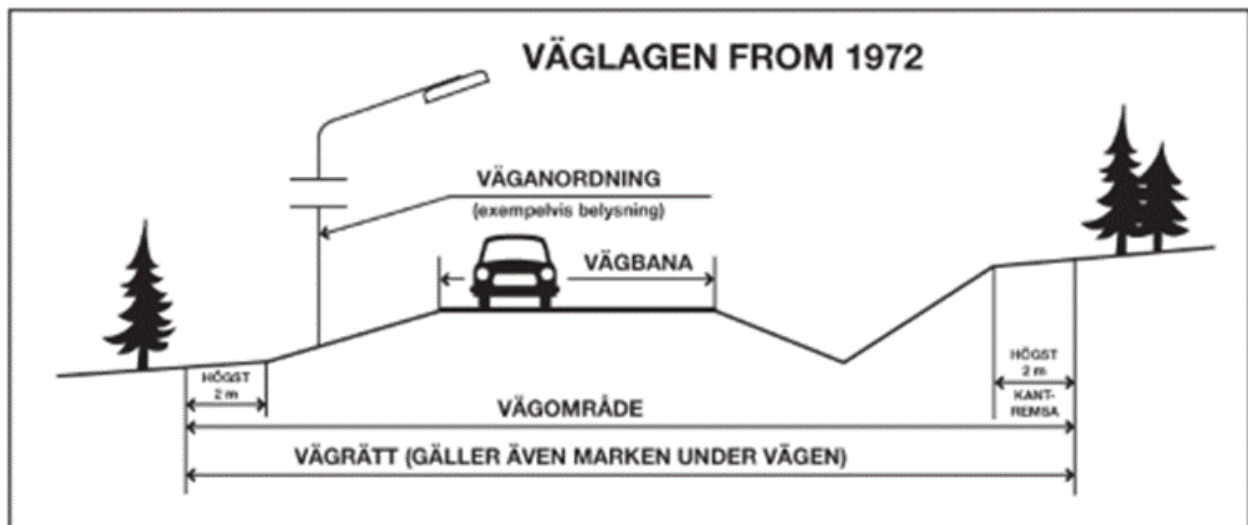 VÄGLAGEN FROM 1972
VÄGANORDNING
(exempelvis belysning)
VÄGBANA
HÖGST
2 m
HÖGST
2 m
KANT-
REMSA
VÄGOMRÅDE
VÄGRÄTT (GÄLLER ÄVEN MARKEN UNDER VÄGEN)